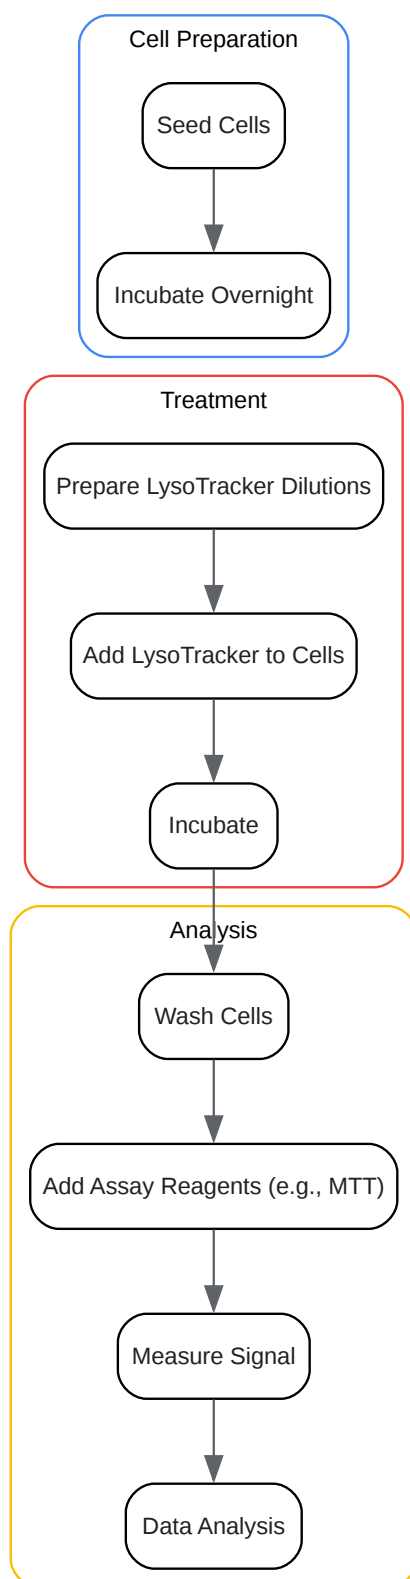 Cell Preparation
Seed Cells
Incubate Overnight
Treatment
Prepare LysoTracker Dilutions
Add LysoTracker to Cells
Incubate
Analysis
Wash Cells
Add Assay Reagents (e.g., MTT)
Measure Signal
Data Analysis